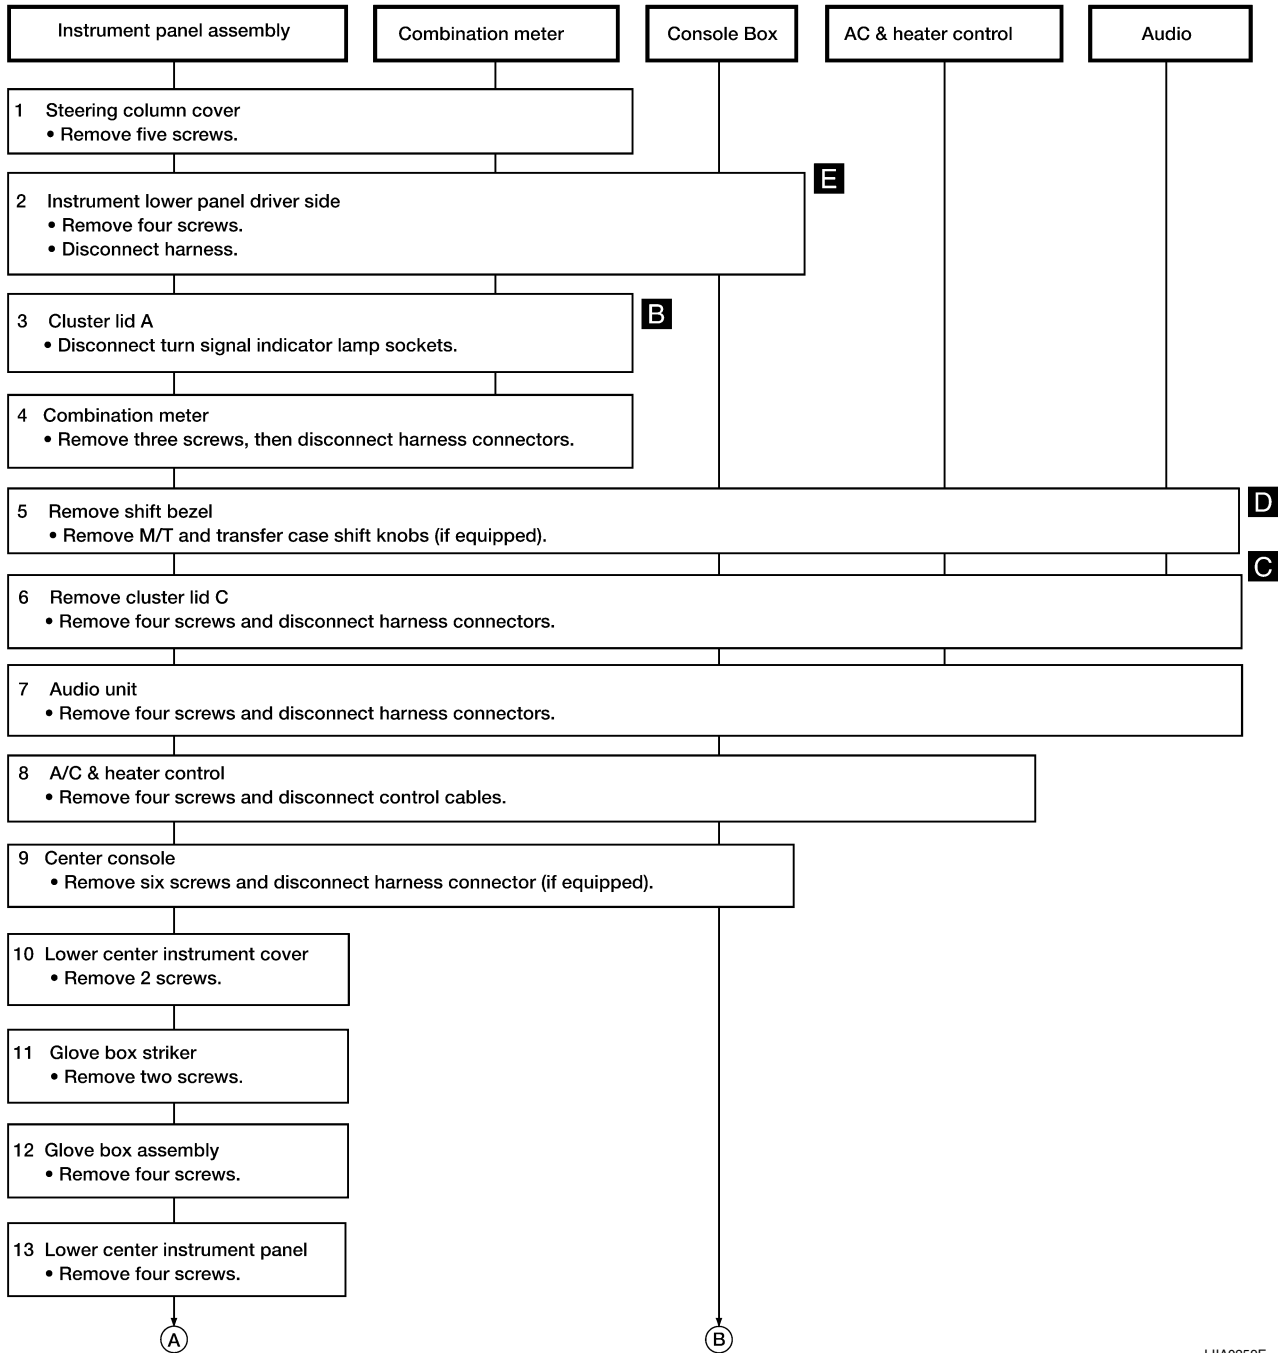 Instrument panel assembly
Combination meter
Console Box
AC & heater control
Audio
1 Steering column cover
• Remove five screws.
E
2 Instrument lower panel driver side
• Remove four screws.
• Disconnect harness.
B
3 Cluster lid A
• Disconnect turn signal indicator lamp sockets.
4 Combination meter
• Remove three screws, then disconnect harness connectors.
D
5 Remove shift bezel
• Remove M/T and transfer case shift knobs (if equipped).
C
6 Remove cluster lid C
• Remove four screws and disconnect harness connectors.
7 Audio unit
• Remove four screws and disconnect harness connectors.
8 A/C & heater control
• Remove four screws and disconnect control cables.
9 Center console
• Remove six screws and disconnect harness connector (if equipped).
10 Lower center instrument cover
• Remove 2 screws.
11 Glove box striker
• Remove two screws.
12 Glove box assembly
• Remove four screws.
13 Lower center instrument panel
• Remove four screws.
A
B